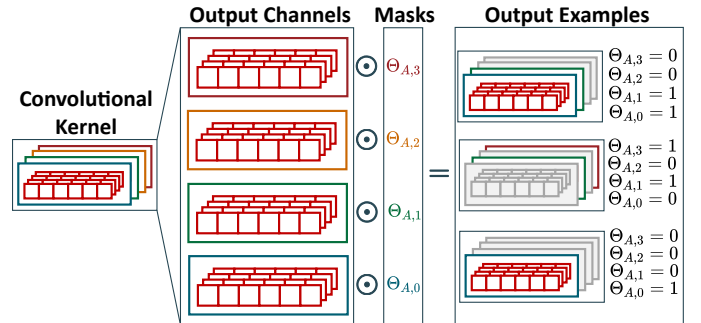 Output Channels
Masks
Output Examples
Convolutional
Kernel
⊙
Θ_{A,3}
⊙
Θ_{A,2}
⊙
Θ_{A,1}
⊙
Θ_{A,0}
=
Θ_{A,3} = 0
Θ_{A,2} = 0
Θ_{A,1} = 1
Θ_{A,0} = 1
Θ_{A,3} = 1
Θ_{A,2} = 0
Θ_{A,1} = 1
Θ_{A,0} = 0
Θ_{A,3} = 0
Θ_{A,2} = 0
Θ_{A,1} = 0
Θ_{A,0} = 1